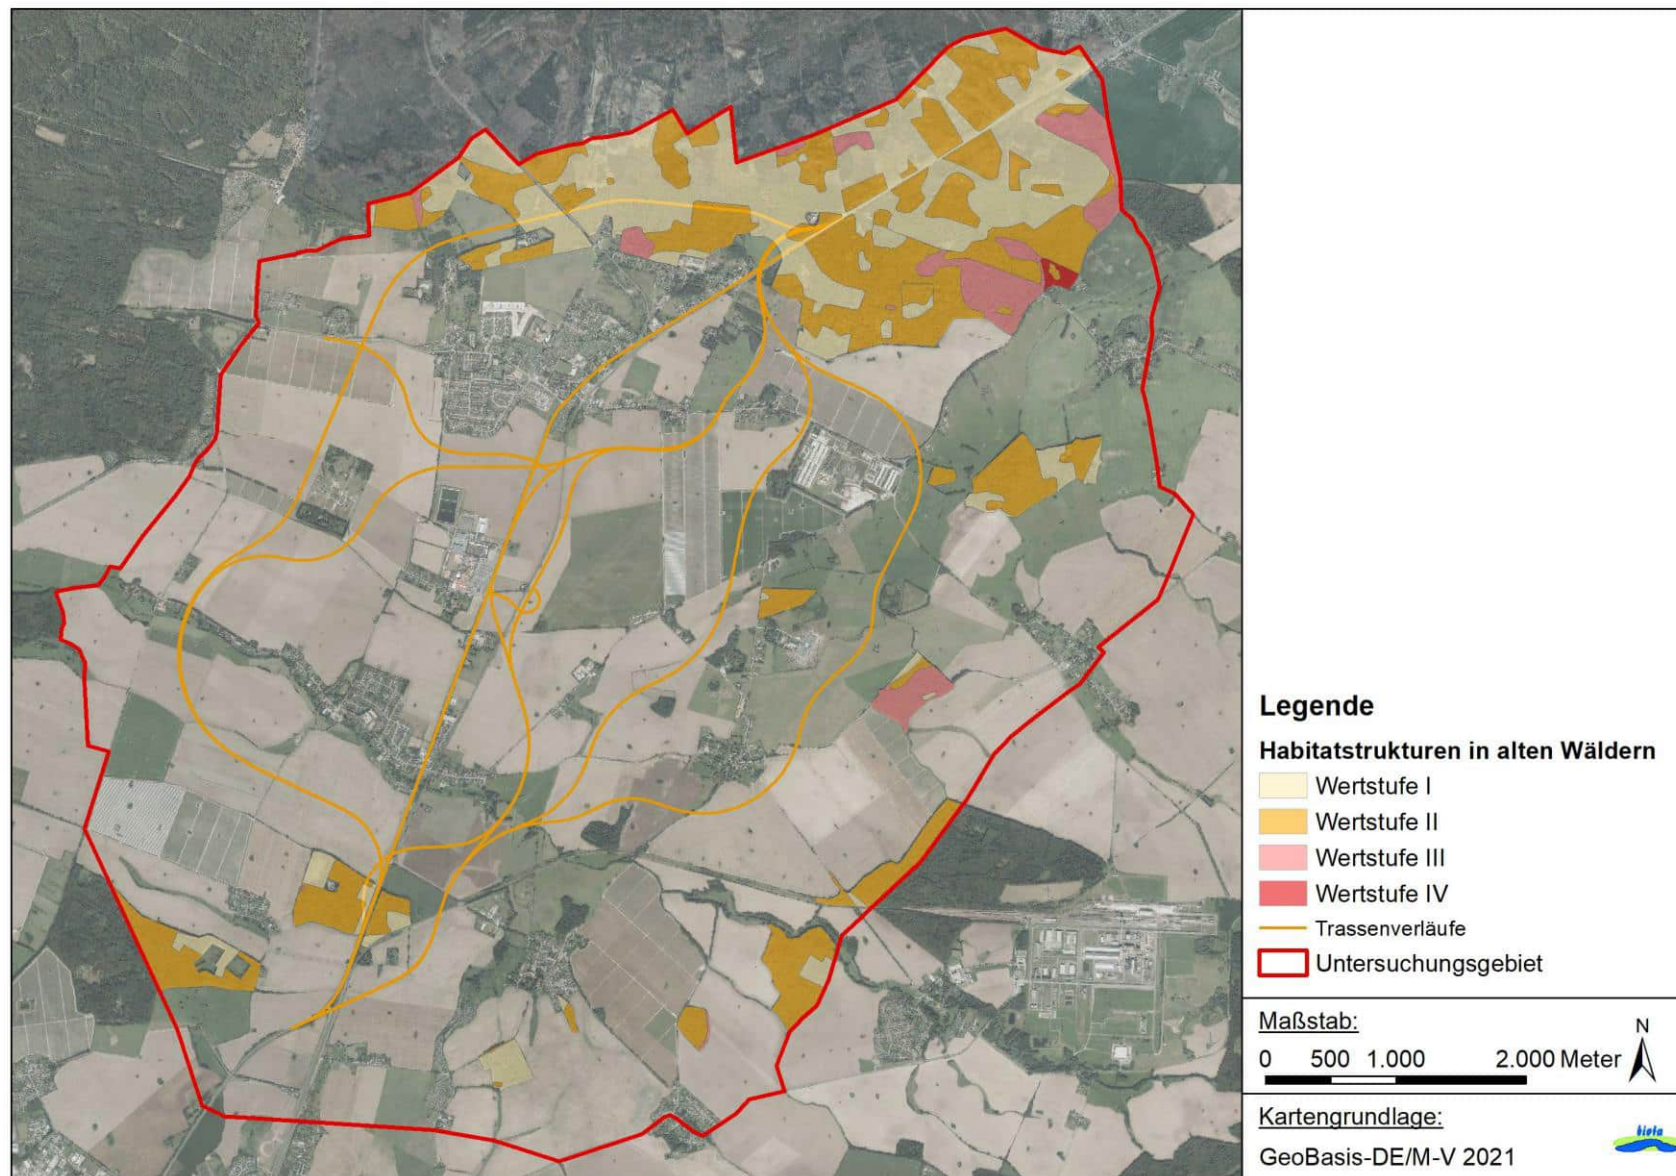 Legende
Habitatstrukturen in alten Wäldern
Wertstufe I
Wertstufe II
Wertstufe III
Wertstufe IV
Trassenverläufe
Untersuchungsgebiet
Maßstab:
N
0 500 1.000 2.000 Meter
Kartengrundlage:
GeoBasis-DE/M-V 2021
biota